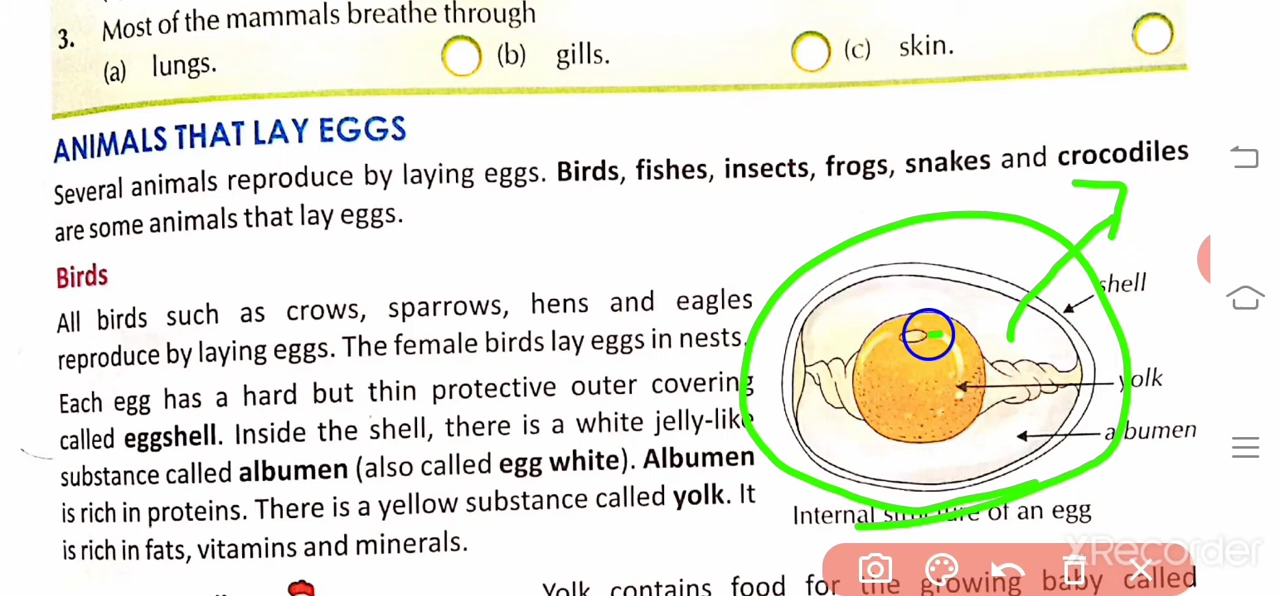 3. Most of the mammals breathe through
(a) lungs. (b) gills. (c) skin.
ANIMALS THAT LAY EGGS
Several animals reproduce by laying eggs. Birds, fishes, insects, frogs, snakes and crocodiles
are some animals that lay eggs.
Birds
All birds such as crows, sparrows, hens and eagles
reproduce by laying eggs. The female birds lay eggs in nests.
Each egg has a hard but thin protective outer covering
called eggshell. Inside the shell, there is a white jelly-like
substance called albumen (also called egg white). Albumen
is rich in proteins. There is a yellow substance called yolk. It
is rich in fats, vitamins and minerals.
shell
yolk
albumen
Internal structure of an egg
XRecorder
Yolk contains food for the growing baby called